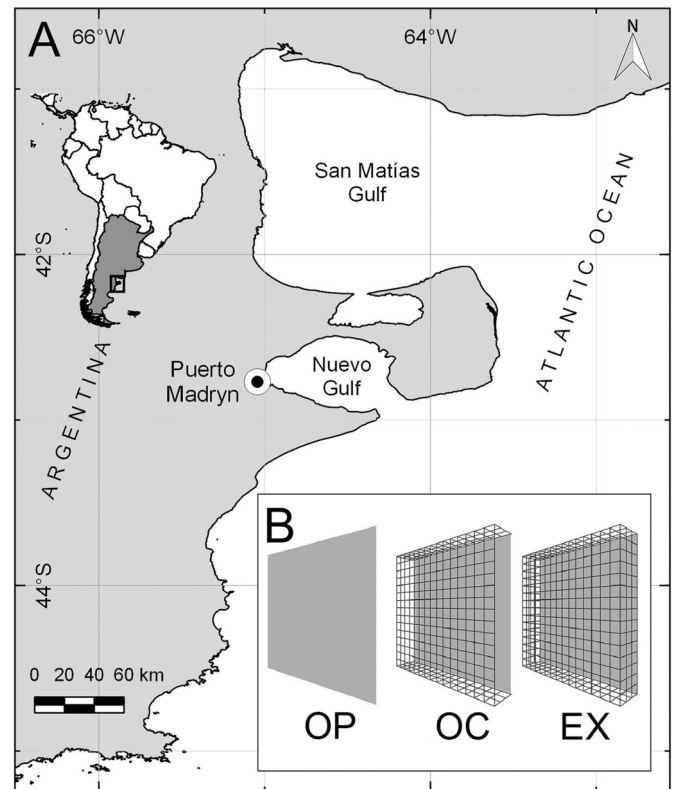 A
66°W
64°W
N
San Matías
Gulf
ATLANTIC OCEAN
42°S
Puerto
Madryn
Nuevo
Gulf
ARGENTINA
44°S
0 20 40 60 km
B
OP
OC
EX